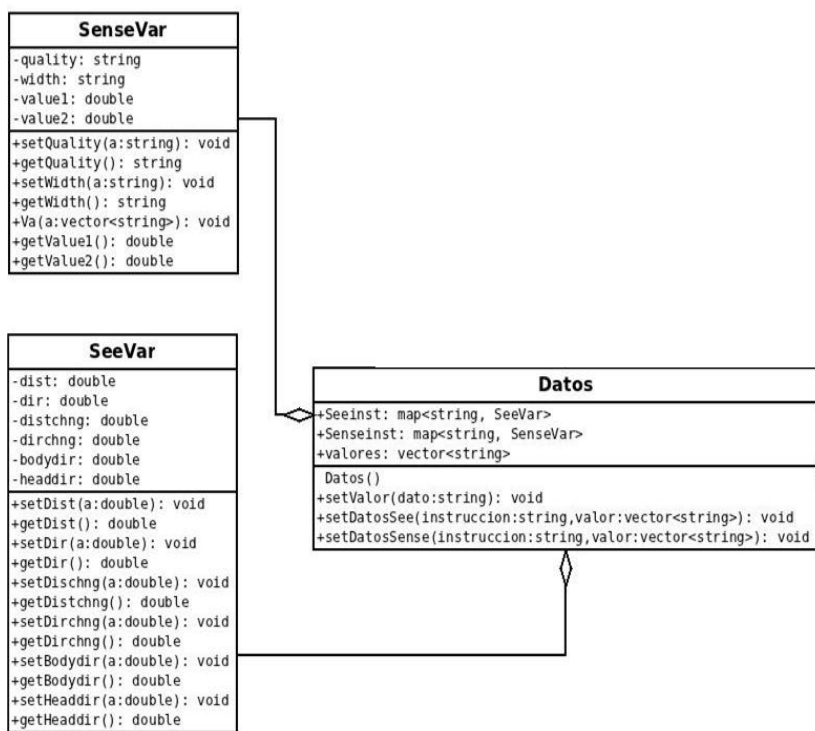 SenseVar
-quality: string
-width: string
-value1: double
-value2: double
+setQuality(a:string): void
+getQuality(): string
+setWidth(a:string): void
+getWidth(): string
+Va(a:vector<string>): void
+getValue1(): double
+getValue2(): double
SeeVar
-dist: double
-dir: double
-distchng: double
-dirchng: double
-bodydir: double
-headdir: double
+setDist(a:double): void
+getDist(): double
+setDir(a:double): void
+getDir(): double
+setDischng(a:double): void
+getDistchng(): double
+setDirchng(a:double): void
+getDirchng(): double
+setBodydir(a:double): void
+getBodydir(): double
+setHeaddir(a:double): void
+getHeaddir(): double
Datos
+Seeinst: map<string, SeeVar>
+Senseinst: map<string, SenseVar>
+valores: vector<string>
Datos()
+setValor(dato:string): void
+setDatosSee(instruccion:string,valor:vector<string>): void
+setDatosSense(instruccion:string,valor:vector<string>): void